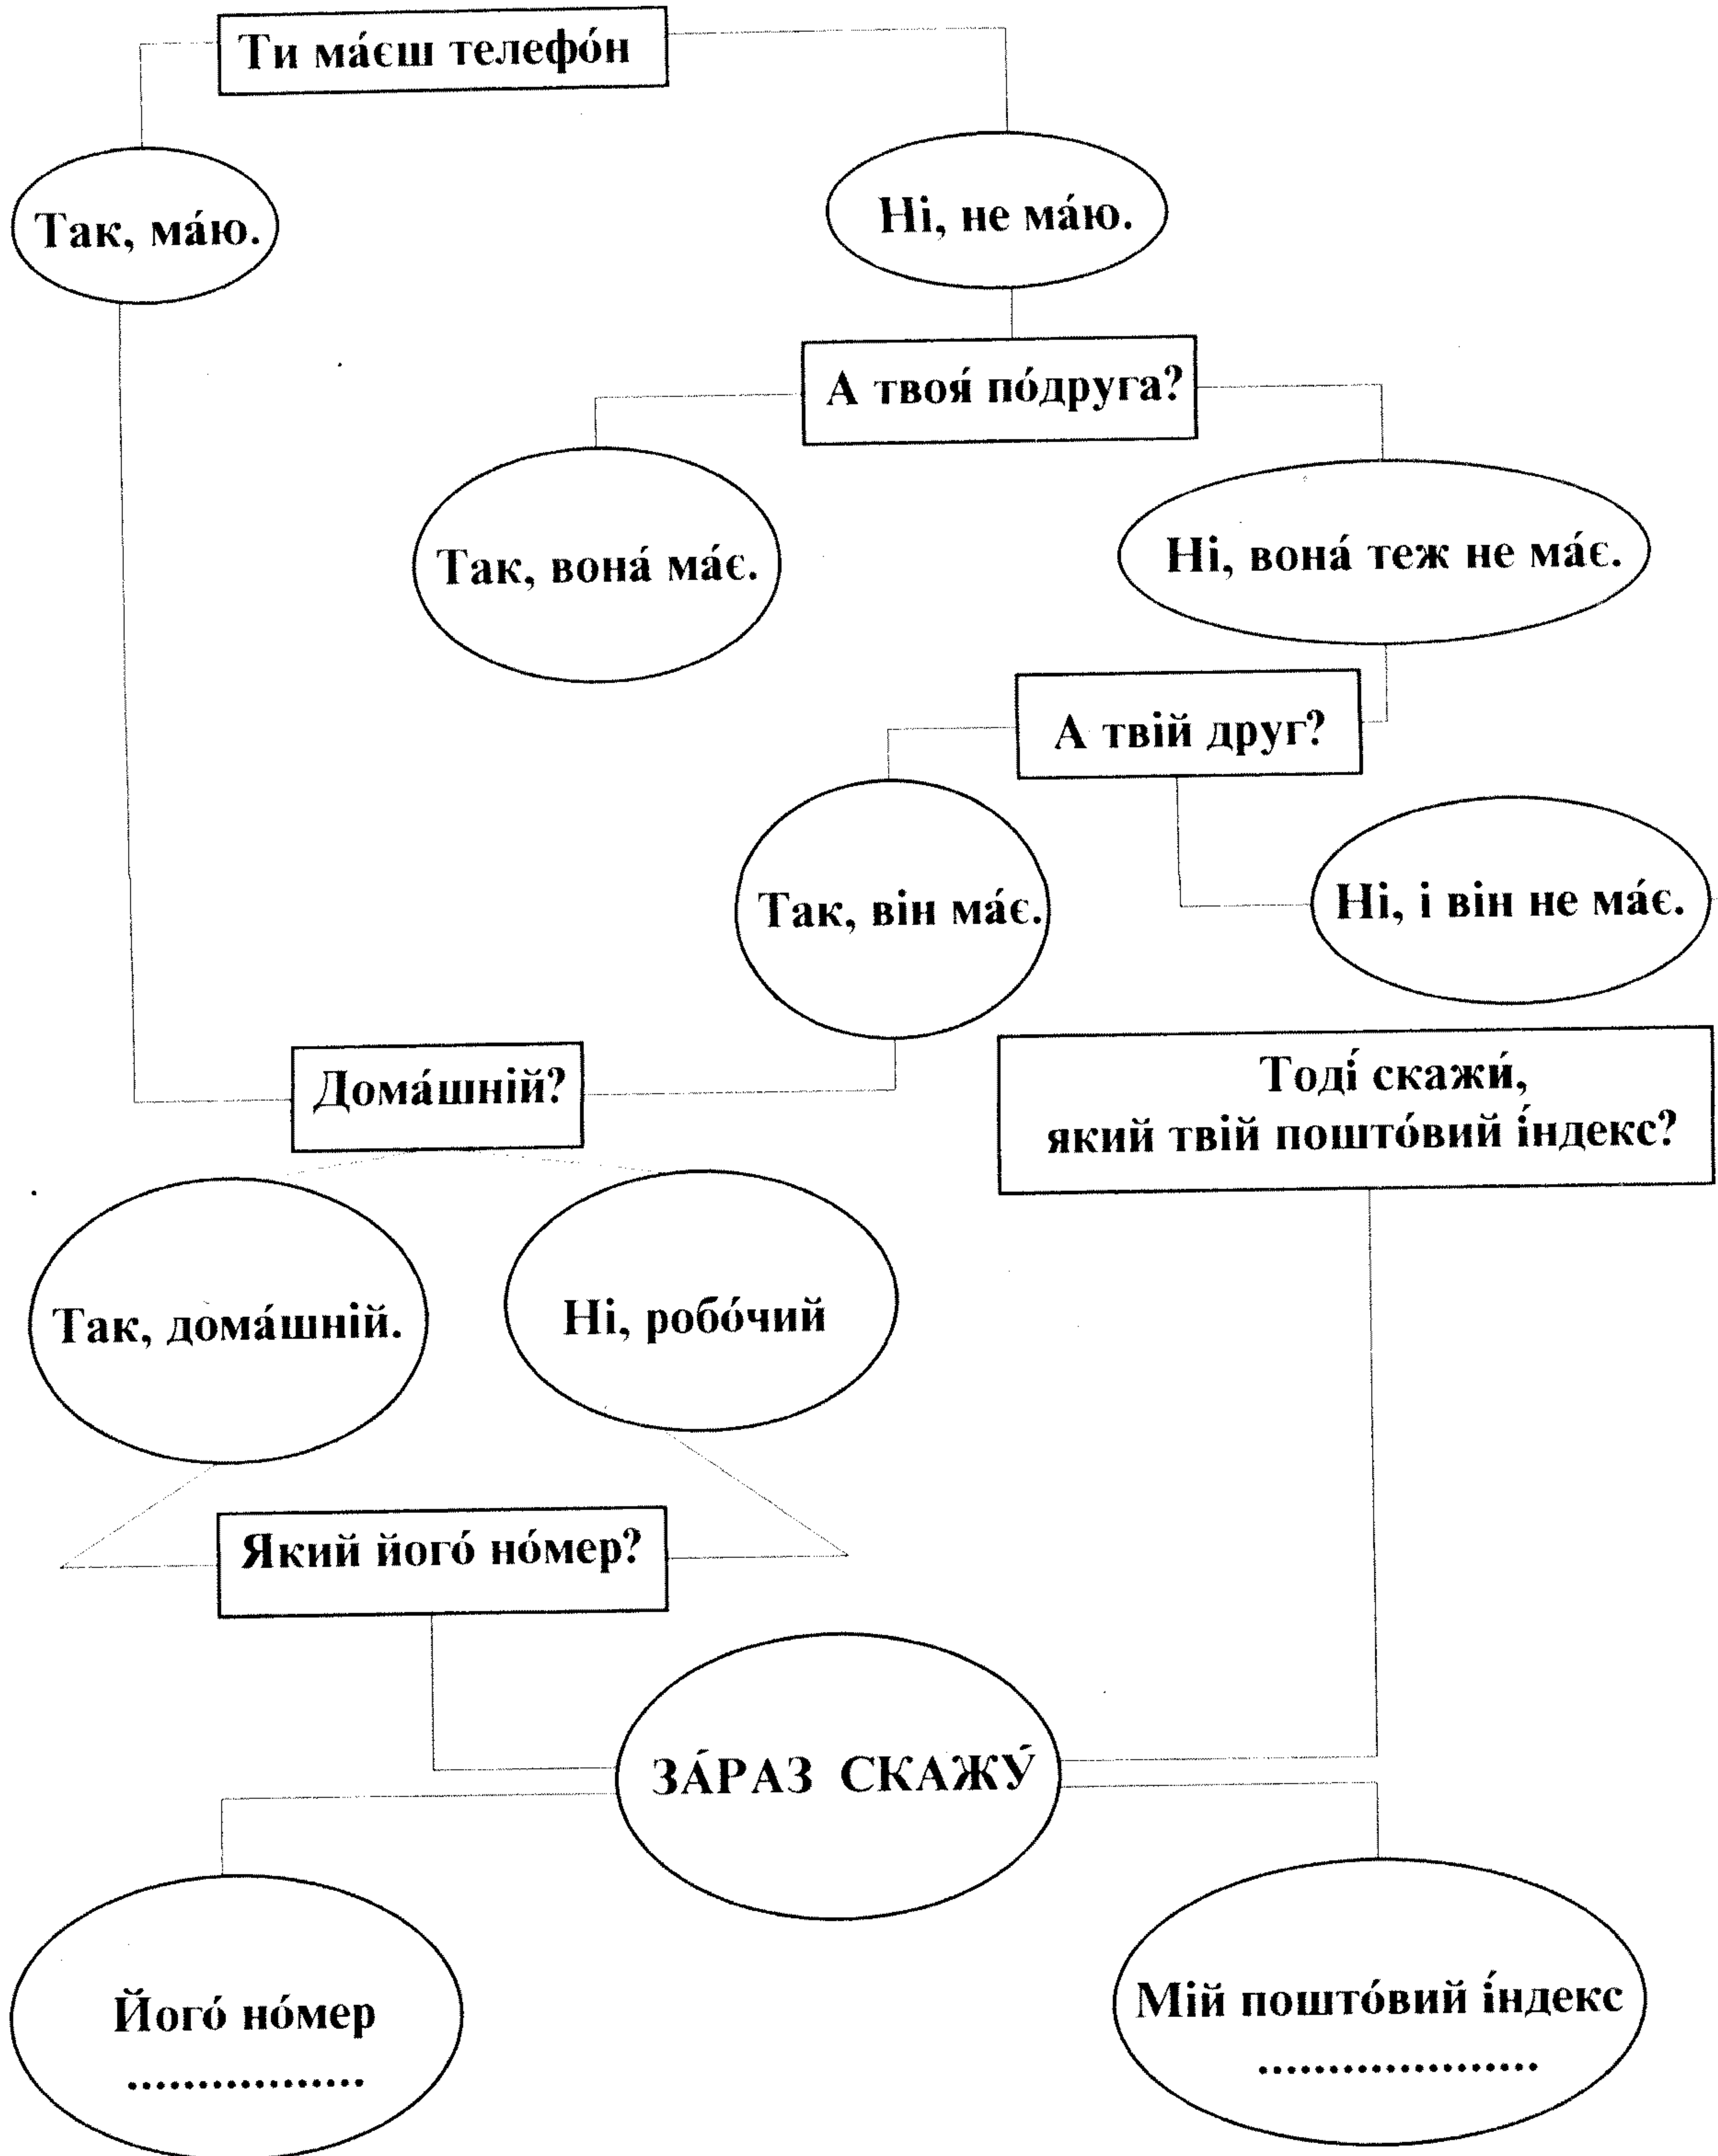 Ти ма́єш телефо́н
Так, ма́ю.
Ні, не ма́ю.
А твоя́ по́друга?
Так, вона́ ма́є.
Ні, вона́ теж не ма́є.
А твій друг?
Так, він ма́є.
Ні, і він не ма́є.
Дома́шній?
Тоді́ скажи́,
який твій пошто́вий і́ндекс?
Так, дома́шній.
Ні, робо́чий
Який його́ но́мер?
ЗА́РАЗ СКАЖУ́
Його́ но́мер
.................
Мій пошто́вий і́ндекс
....................